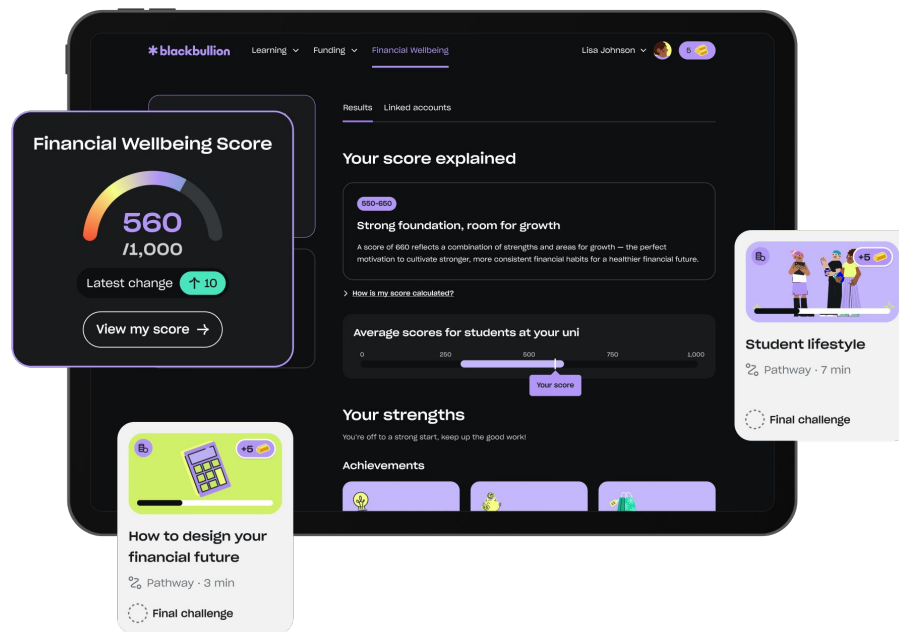 blackbullion
Learning
Funding
Financial Wellbeing
Lisa Johnson
5
Results
Linked accounts
Financial Wellbeing Score
560
/1,000
Latest change
10
View my score
Your score explained
550-650
Strong foundation, room for growth
A score of 660 reflects a combination of strengths and areas for growth — the perfect
motivation to cultivate stronger, more consistent financial habits for a healthier financial future.
How is my score calculated?
Average scores for students at your uni
0 250 500 750 1,000
Your score
Your strengths
You're off to a strong start, keep up the good work!
Achievements
+5
Student lifestyle
Pathway · 7 min
Final challenge
+5
How to design your
financial future
Pathway · 3 min
Final challenge